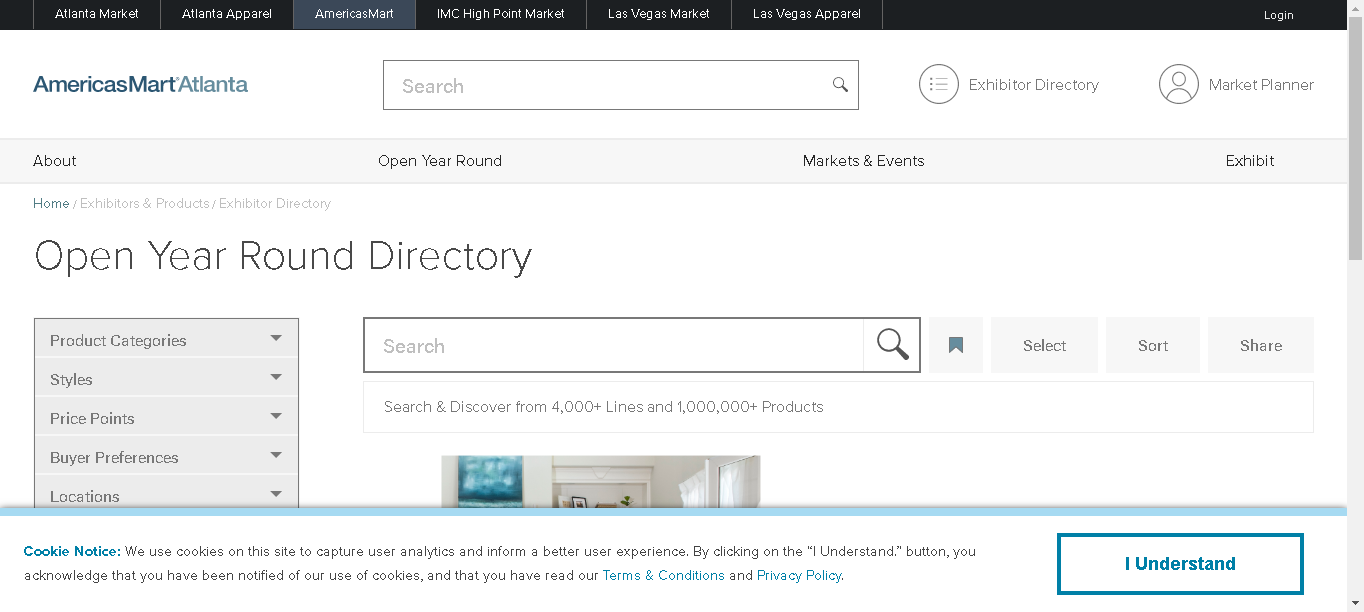 Atlanta Market
Atlanta Apparel
AmericasMart
IMC High Point Market
Las Vegas Market
Las Vegas Apparel
Login
AmericasMart Atlanta
Search
Exhibitor Directory
Market Planner
About
Open Year Round
Markets & Events
Exhibit
Home / Exhibitors & Products / Exhibitor Directory
Open Year Round Directory
Product Categories
Styles
Price Points
Buyer Preferences
Locations
Search
Select
Sort
Share
Search & Discover from 4,000+ Lines and 1,000,000+ Products
Cookie Notice: We use cookies on this site to capture user analytics and inform a better user experience. By clicking on the “I Understand.” button, you
acknowledge that you have been notified of our use of cookies, and that you have read our Terms & Conditions and Privacy Policy.
I Understand